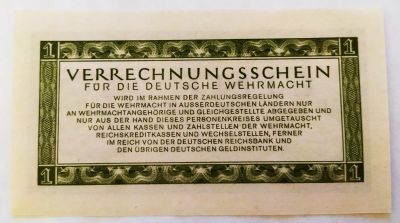 1 1
VERRECHNUNGSSCHEIN
FÜR DIE DEUTSCHE WEHRMACHT
WIRD IM RAHMEN DER ZAHLUNGSREGELUNG
FÜR DIE WEHRMACHT IN AUSSERDEUTSCHEN LÄNDERN NUR
AN WEHRMACHTANGEHÖRIGE UND GLEICHGESTELLTE ABGEGEBEN UND
NUR AUS DER HAND DIESES PERSONENKREISES UMGETAUSCHT
VON ALLEN KASSEN UND ZAHLSTELLEN DER WEHRMACHT,
REICHSKREDITKASSEN UND WECHSELSTELLEN, FERNER
IM REICH VON DER DEUTSCHEN REICHSBANK UND
DEN ÜBRIGEN DEUTSCHEN GELDINSTITUTEN.
1 1